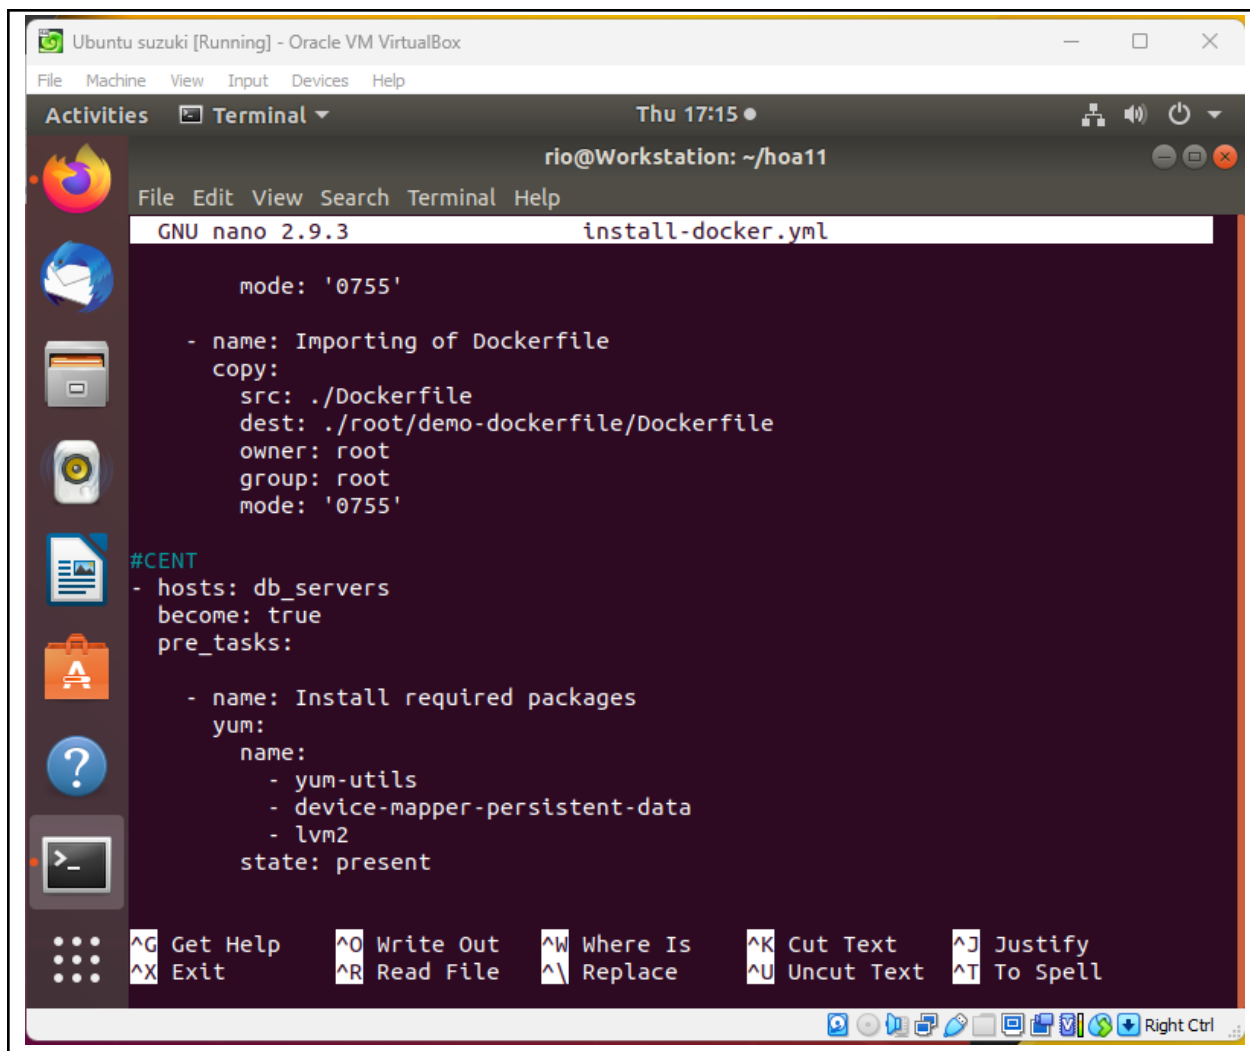 Ubuntu suzuki [Running] - Oracle VM VirtualBox
File Machine View Input Devices Help
Activities Terminal Thu 17:15
rio@Workstation: ~/hoa11
File Edit View Search Terminal Help
GNU nano 2.9.3 install-docker.yml
mode: '0755'
- name: Importing of Dockerfile
copy:
src: ./Dockerfile
dest: ./root/demo-dockerfile/Dockerfile
owner: root
group: root
mode: '0755'
#CENT
- hosts: db_servers
become: true
pre_tasks:
- name: Install required packages
yum:
name:
- yum-utils
- device-mapper-persistent-data
- lvm2
state: present
^G Get Help ^O Write Out ^W Where Is ^K Cut Text ^J Justify
^X Exit ^R Read File ^\ Replace ^U Uncut Text ^T To Spell
Right Ctrl